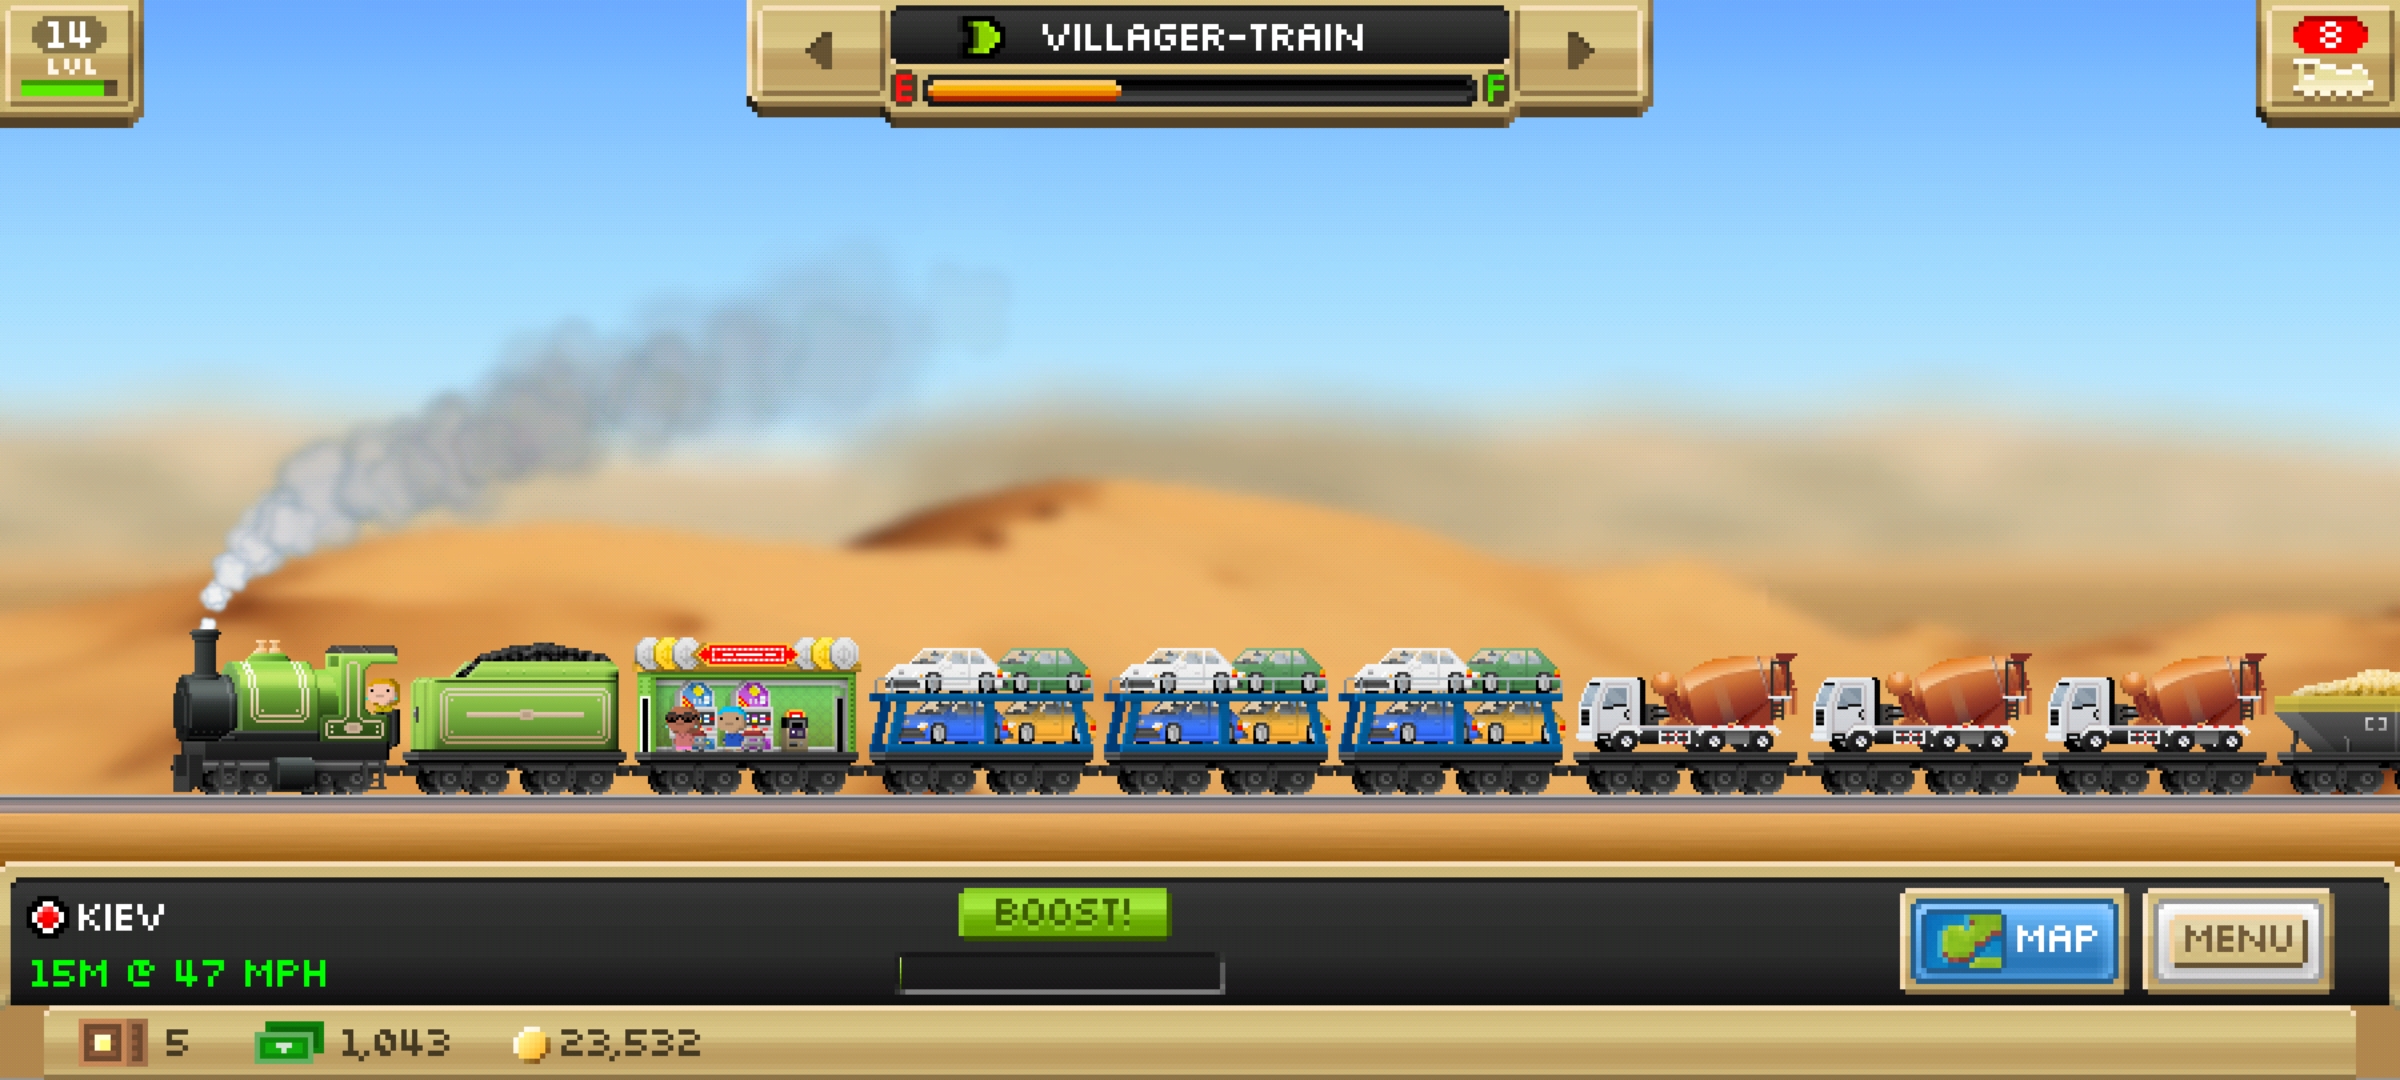 14
LVL
VILLAGER-TRAIN
E F
8
KIEV
BOOST!
15M @ 47 MPH
MAP
MENU
5 1,043 23,532